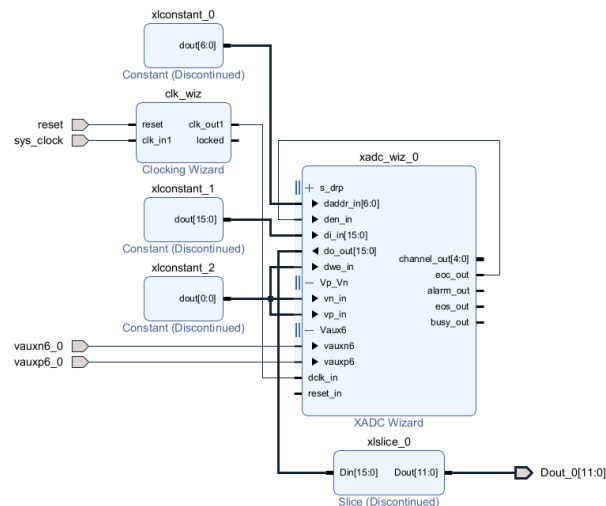 xlconstant_0
dout[6:0]
Constant (Discontinued)
clk_wiz
reset
sys_clock
reset
clk_in1
clk_out1
locked
Clocking Wizard
xlconstant_1
dout[15:0]
Constant (Discontinued)
xlconstant_2
dout[0:0]
Constant (Discontinued)
vauxn6_0
vauxp6_0
xadc_wiz_0
s_drp
daddr_in[6:0]
den_in
di_in[15:0]
do_out[15:0]
dwe_in
Vp_Vn
vn_in
vp_in
Vaux6
vauxn6
vauxp6
dclk_in
reset_in
channel_out[4:0]
eoc_out
alarm_out
eos_out
busy_out
XADC Wizard
xlslice_0
Din[15:0] Dout[11:0]
Slice (Discontinued)
Dout_0[11:0]